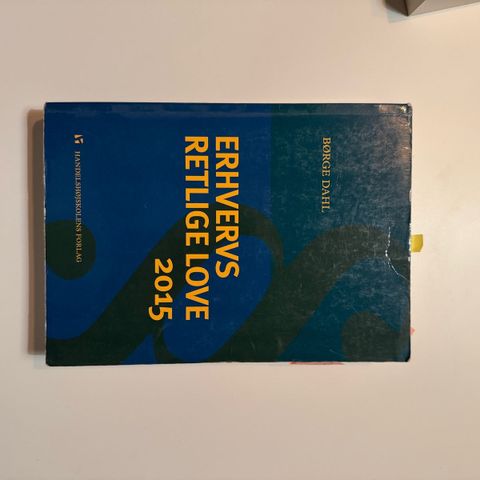 BØRGE DAHL
ERHVERVS
RETLIGE LOVE
2015
HANDELSHØJSKOLENS FORLAG